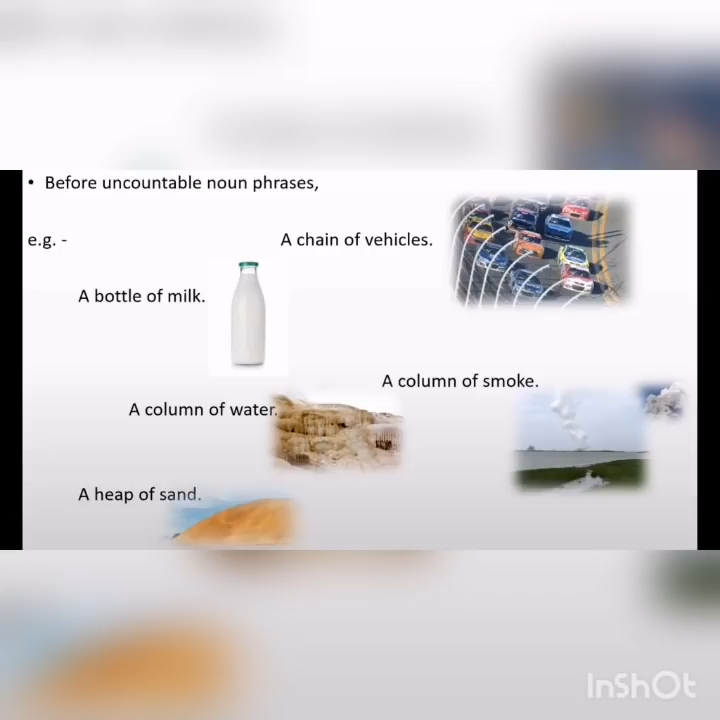 • Before uncountable noun phrases,
e.g. -
A chain of vehicles.
A bottle of milk.
A column of smoke.
A column of water.
A heap of sand.
InShOt